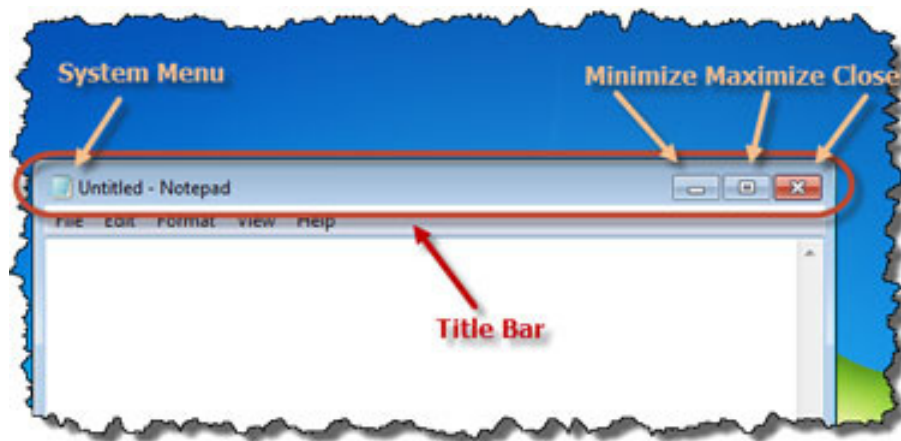 System Menu
Minimize Maximize Close
Untitled - Notepad
File Edit Format View Help
Title Bar